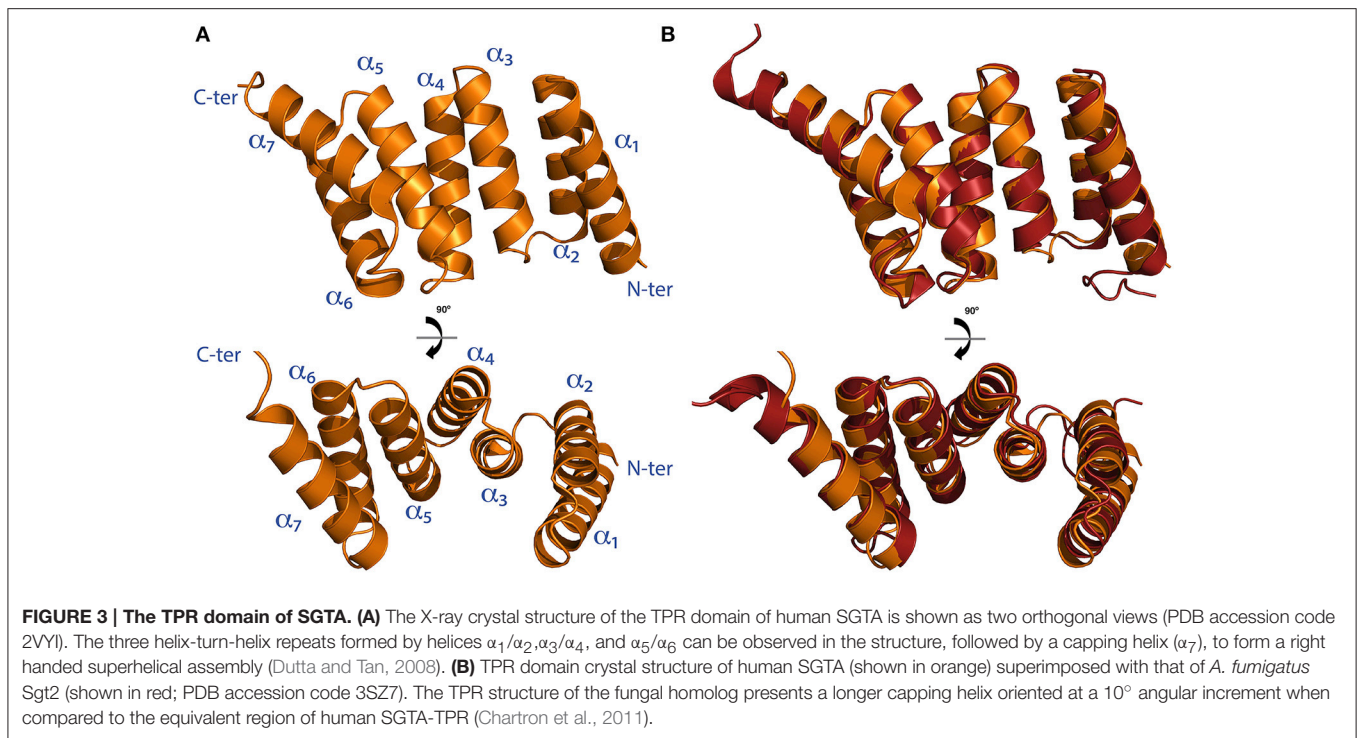 A
B
α3
α5
α4
C-ter
α7
α1
α2
α6
N-ter
90°
90°
C-ter
α4
α6
α2
N-ter
α3
α5
α7
α1
FIGURE 3 | The TPR domain of SGTA. (A) The X-ray crystal structure of the TPR domain of human SGTA is shown as two orthogonal views (PDB accession code
2VYI). The three helix-turn-helix repeats formed by helices α1/α2,α3/α4, and α5/α6 can be observed in the structure, followed by a capping helix (α7), to form a right
handed superhelical assembly (Dutta and Tan, 2008). (B) TPR domain crystal structure of human SGTA (shown in orange) superimposed with that of A. fumigatus
Sgt2 (shown in red; PDB accession code 3SZ7). The TPR structure of the fungal homolog presents a longer capping helix oriented at a 10° angular increment when
compared to the equivalent region of human SGTA-TPR (Chartron et al., 2011).